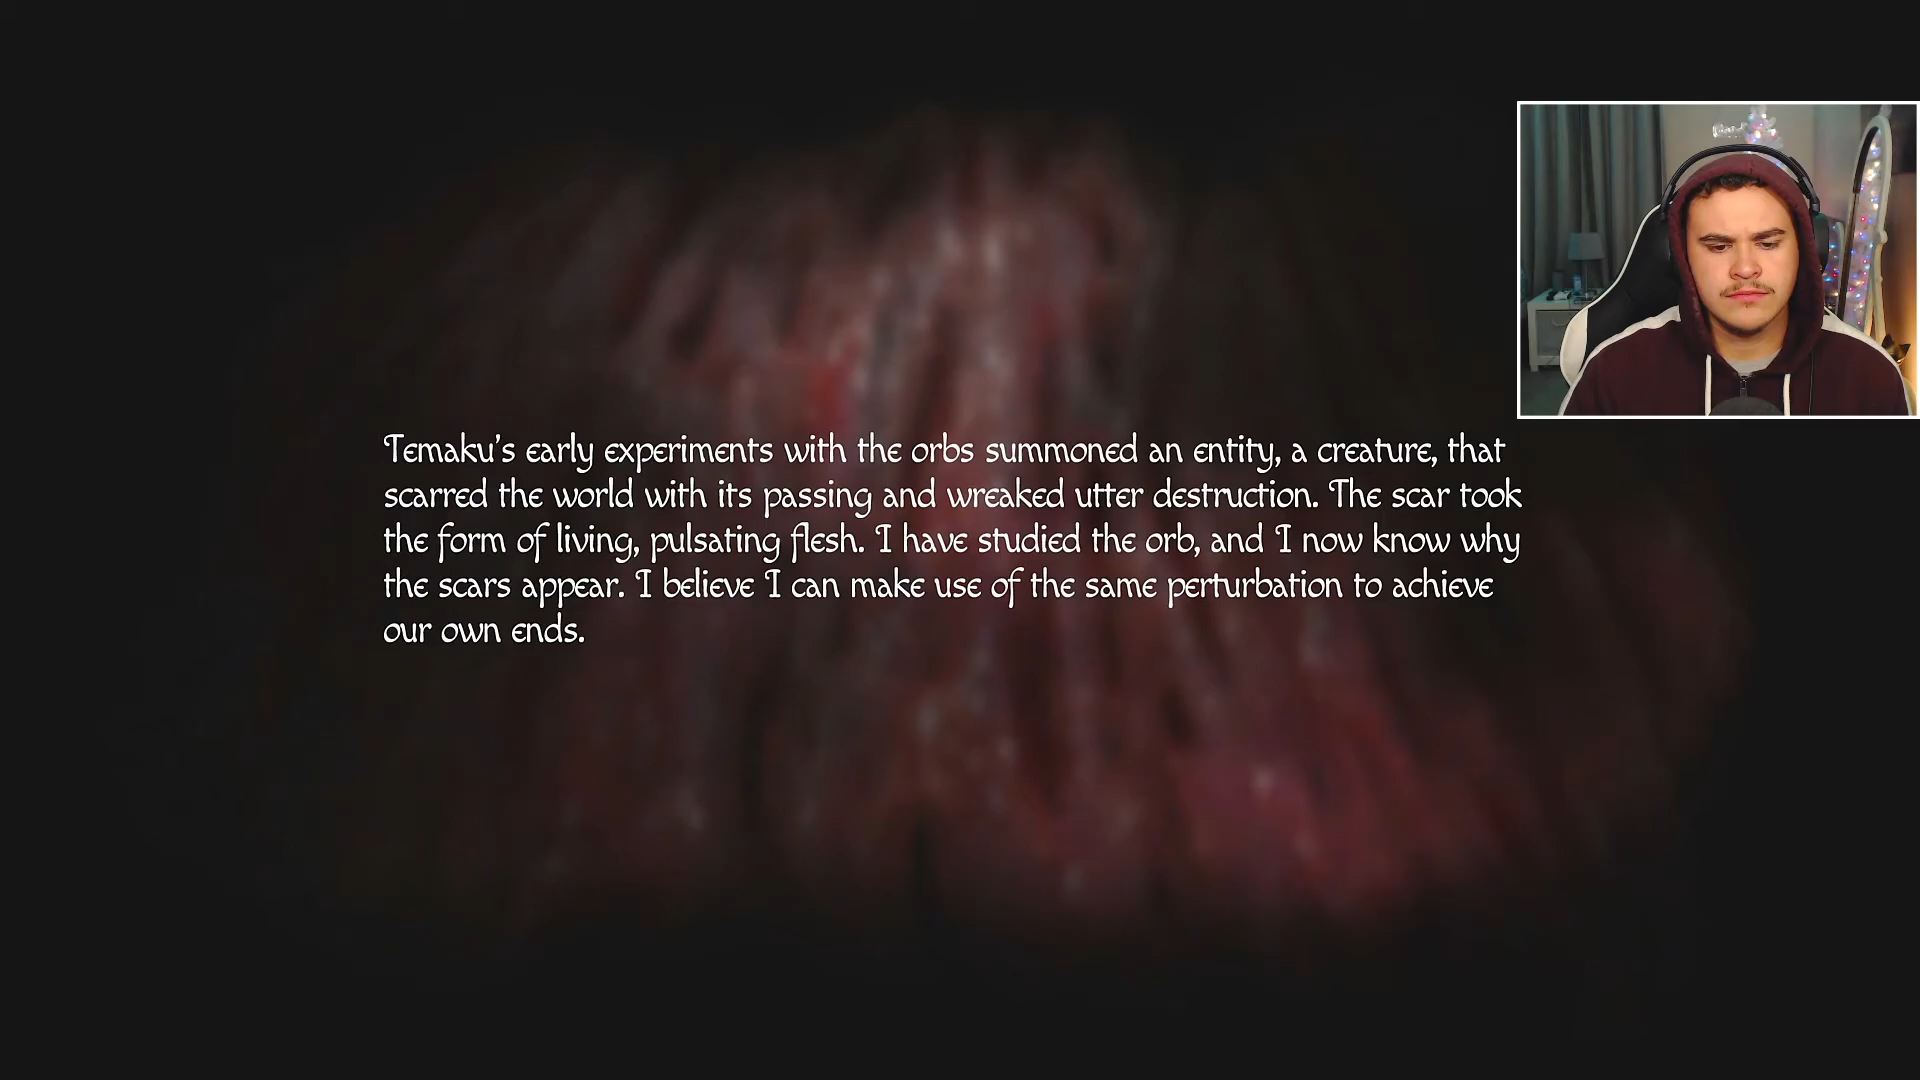 Temaku's early experiments with the orbs summoned an entity, a creature, that
scarred the world with its passing and wreaked utter destruction. The scar took
the form of living, pulsating flesh. I have studied the orb, and I now know why
the scars appear. I believe I can make use of the same perturbation to achieve
our own ends.